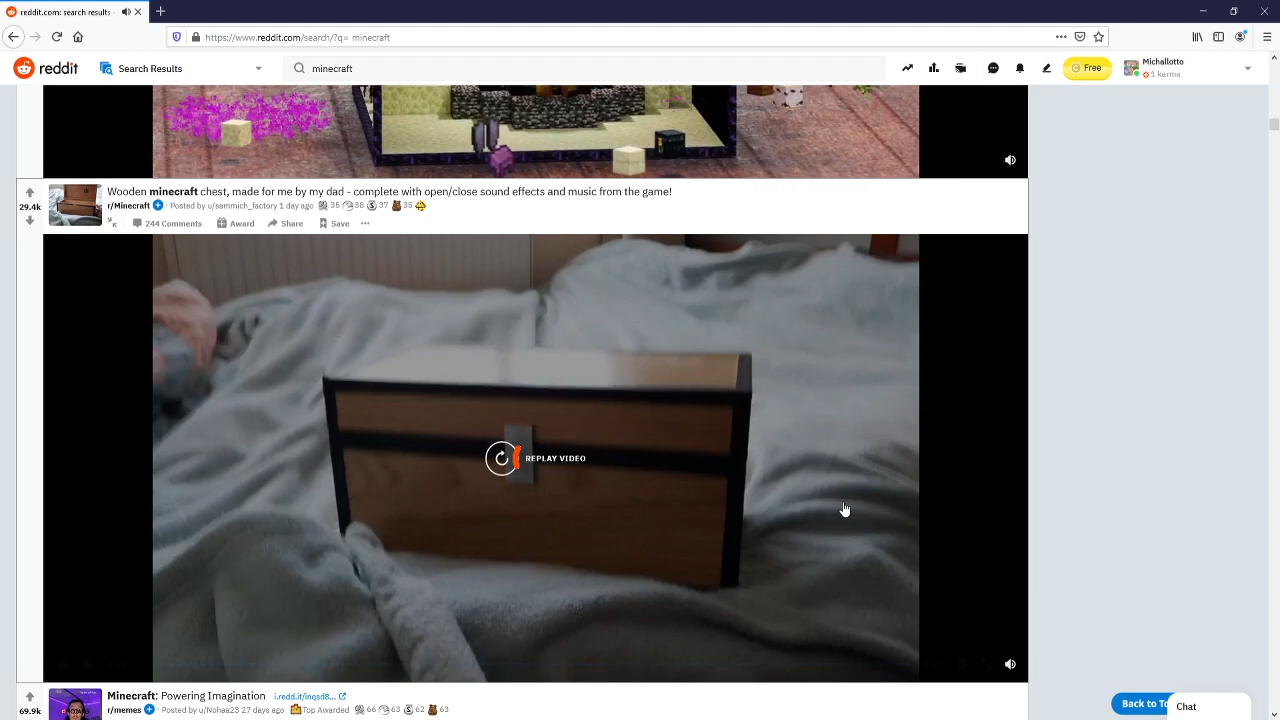 reddit.com: search results -
https://www.reddit.com/search/?q= minecraft
reddit Search Results minecraft Free Michallotto
1 karma
29.4k
Wooden minecraft chest, made for me by my dad - complete with open/close sound effects and music from the game!
r/Minecraft Posted by u/sammich_factory 1 day ago 35 38 37 35
244 Comments Award Share Save
REPLAY VIDEO
69.9k
Minecraft: Powering Imagination i.redd.it/inqsd8...
r/memes Posted by u/Nohaa23 27 days ago Top Awarded 66 63 62 63
Back to To
Chat